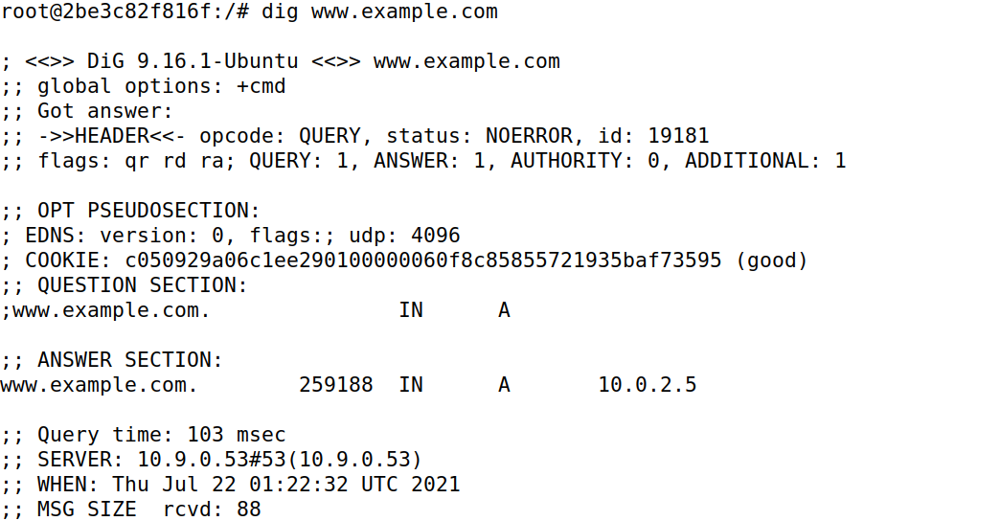 root@2be3c82f816f:/# dig www.example.com
; <<>> DiG 9.16.1-Ubuntu <<>> www.example.com
;; global options: +cmd
;; Got answer:
;; ->>HEADER<<- opcode: QUERY, status: NOERROR, id: 19181
;; flags: qr rd ra; QUERY: 1, ANSWER: 1, AUTHORITY: 0, ADDITIONAL: 1
;; OPT PSEUDOSECTION:
; EDNS: version: 0, flags:; udp: 4096
; COOKIE: c050929a06c1ee290100000060f8c85855721935baf73595 (good)
;; QUESTION SECTION:
;www.example.com. IN A
;; ANSWER SECTION:
www.example.com. 259188 IN A 10.0.2.5
;; Query time: 103 msec
;; SERVER: 10.9.0.53#53(10.9.0.53)
;; WHEN: Thu Jul 22 01:22:32 UTC 2021
;; MSG SIZE rcvd: 88